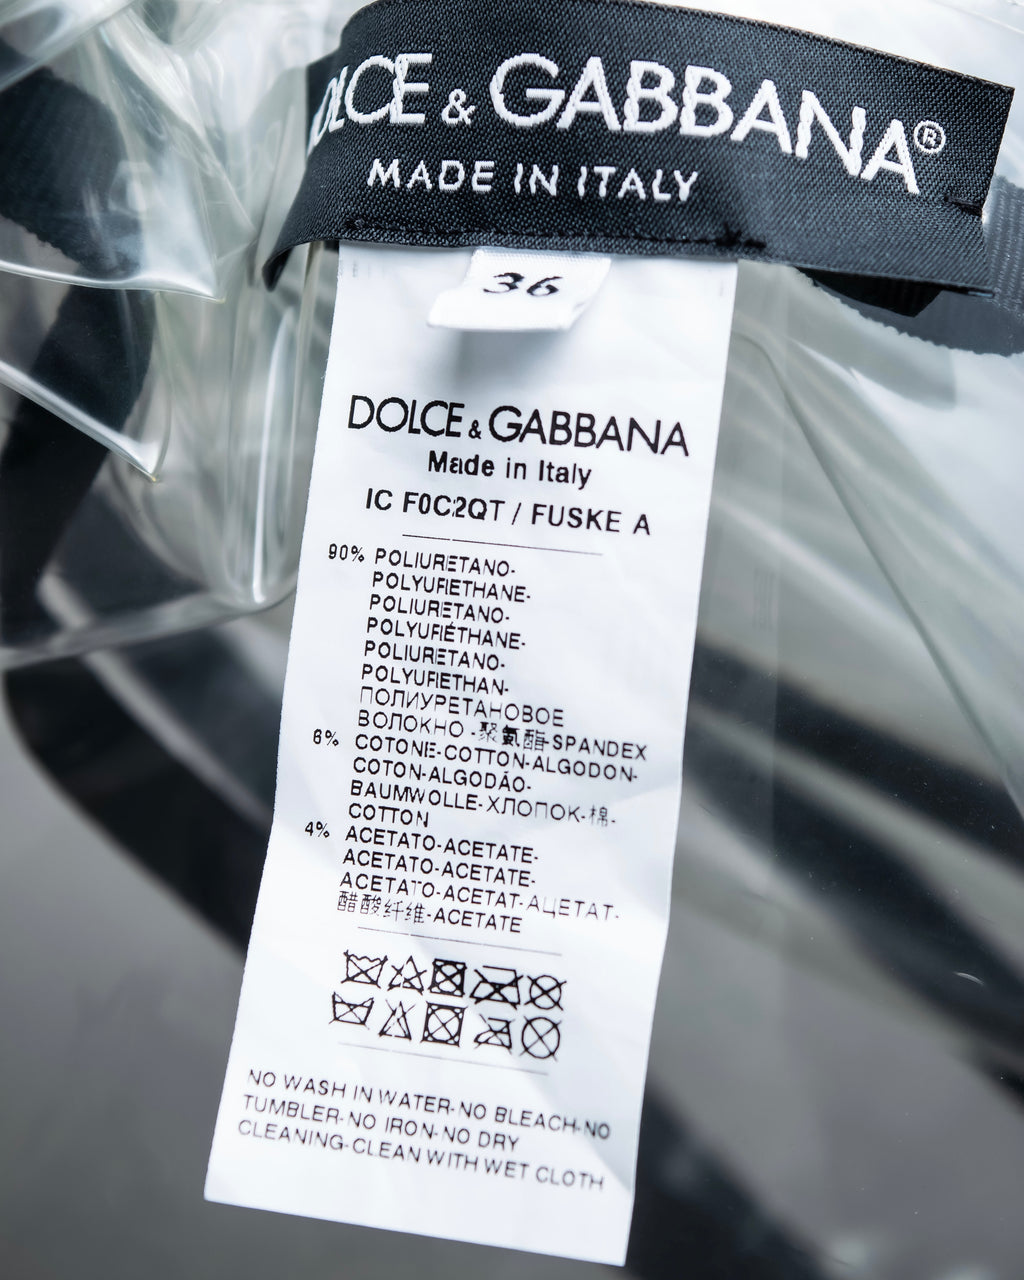 DOLCE & GABBANA®
MADE IN ITALY
36
DOLCE & GABBANA
Made in Italy
IC F0C2QT / FUSKE A
90% POLIURETANO-
POLYURETHANE-
POLIURETANO-
POLYURÉTHANE-
POLIURETANO-
POLYURETHAN-
ПОЛИУРЕТАНОВОЕ
ВОЛОКНО -聚氨酯-SPANDEX
6% COTONE-COTTON-ALGODON-
COTON-ALGODÃO-
BAUMWOLLE-ХЛОПОК-棉-
COTTON
4% ACETATO-ACETATE-
ACETATO-ACETATE-
ACETATO-ACETAT-АЦЕТАТ-
醋酸纤维-ACETATE
NO WASH IN WATER-NO BLEACH-NO
TUMBLER-NO IRON-NO DRY
CLEANING-CLEAN WITH WET CLOTH